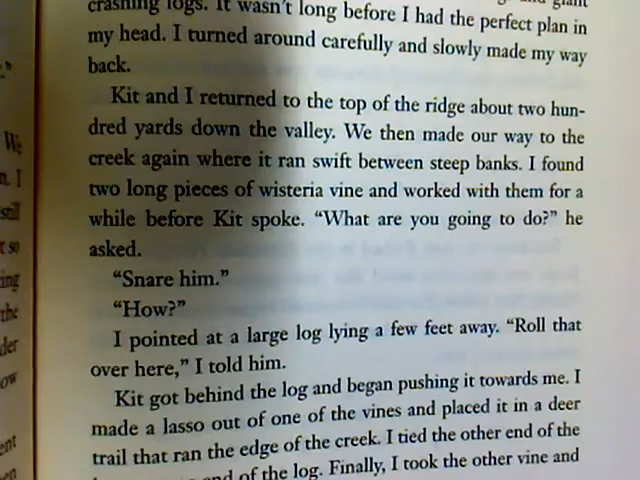 crashing logs. It wasn't long before I had the perfect plan in
my head. I turned around carefully and slowly made my way
back.
Kit and I returned to the top of the ridge about two hun-
dred yards down the valley. We then made our way to the
creek again where it ran swift between steep banks. I found
two long pieces of wisteria vine and worked with them for a
while before Kit spoke. “What are you going to do?” he
asked.
“Snare him.”
“How?”
I pointed at a large log lying a few feet away. “Roll that
over here,” I told him.
Kit got behind the log and began pushing it towards me. I
made a lasso out of one of the vines and placed it in a deer
trail that ran the edge of the creek. I tied the other end of the
end of the log. Finally, I took the other vine and